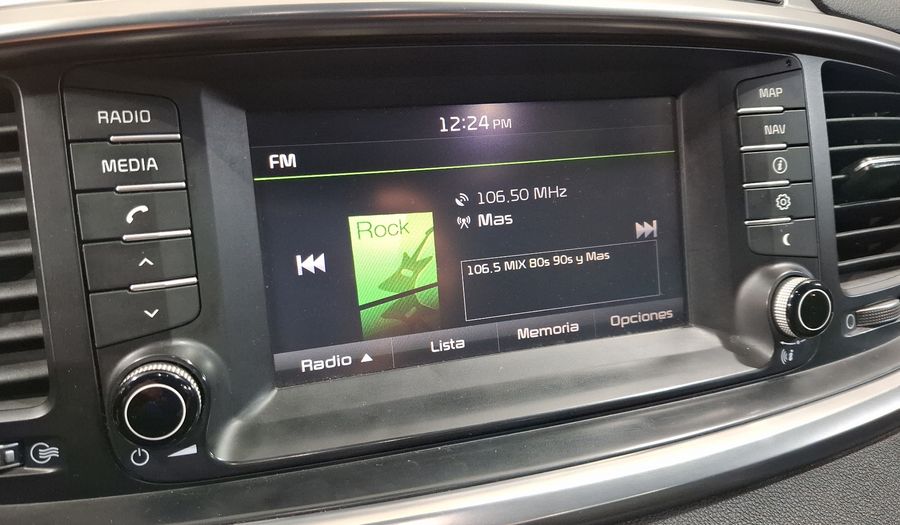 RADIO
MEDIA
12:24 PM
FM
106.50 MHz
Mas
Rock
106.5 MIX 80s 90s y Mas
Radio
Lista
Memoria
Opciones
MAP
NAV